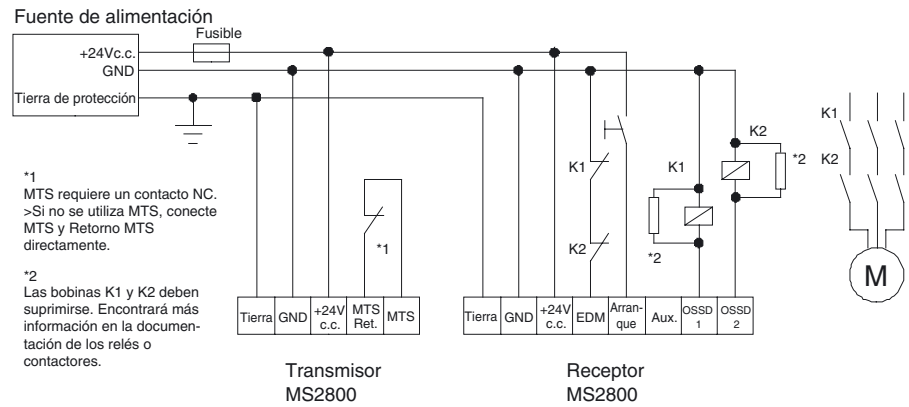 Fuente de alimentación
Fusible
+24Vc.c.
GND
Tierra de protección
K1
K2
*2
K1
K2
M
K1
K2
K1
*2
*1
*1
MTS requiere un contacto NC.
>Si no se utiliza MTS, conecte
MTS y Retorno MTS
directamente.
*2
Las bobinas K1 y K2 deben
suprimirse. Encontrará más
información en la documen-
tación de los relés o
contactores.
Tierra
GND
+24V
c.c.
MTS
Ret.
MTS
Tierra
GND
+24V
c.c.
EDM
Arran-
que
Aux.
OSSD
1
OSSD
2
Transmisor
MS2800
Receptor
MS2800